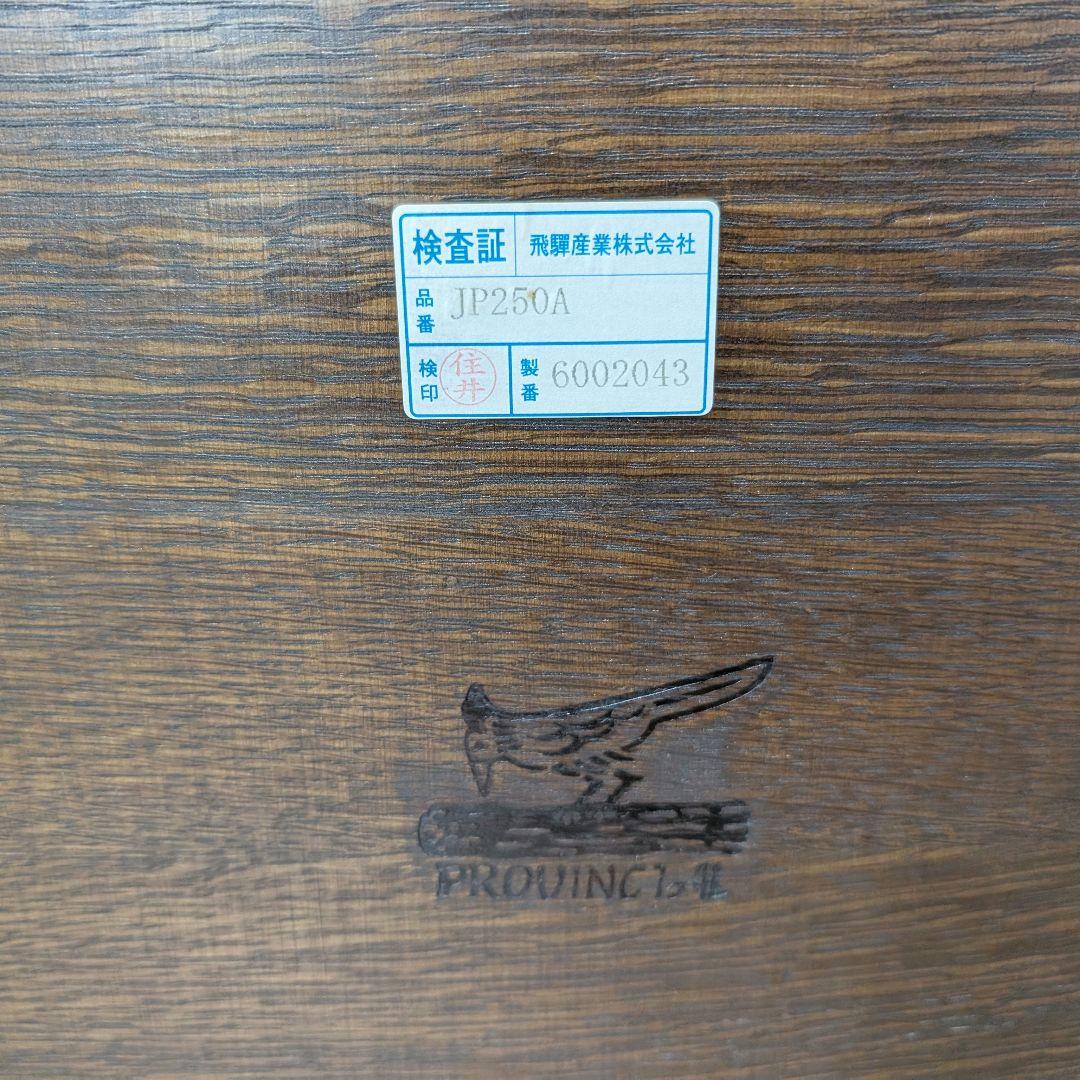 検査証 飛驒産業株式会社
品番 JP250A
検印 住井 製番 6002043
PROVINCIAL